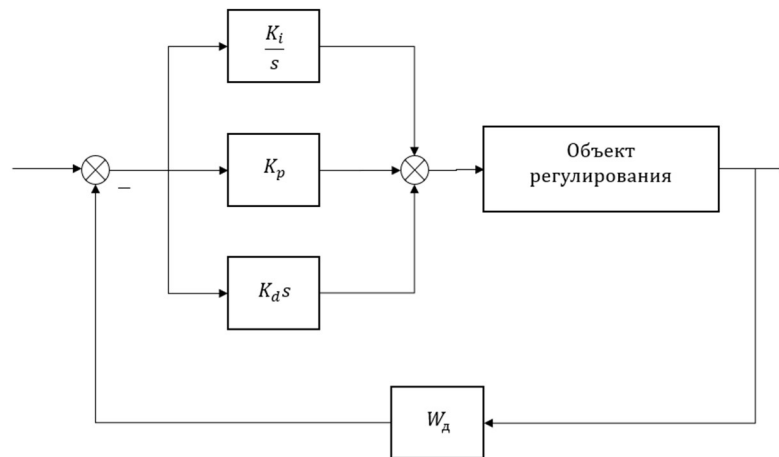 K_i
s
K_p
Объект
регулирования
−
K_d s
W_д